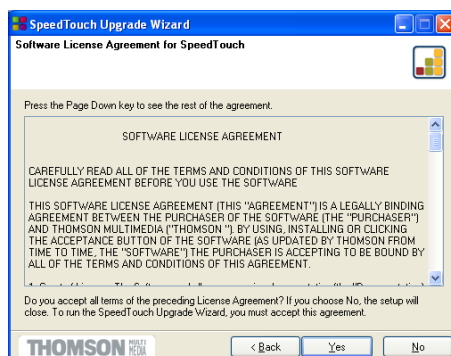 SpeedTouch Upgrade Wizard
Software License Agreement for SpeedTouch
Press the Page Down key to see the rest of the agreement.
SOFTWARE LICENSE AGREEMENT
CAREFULLY READ ALL OF THE TERMS AND CONDITIONS OF THIS SOFTWARE
LICENSE AGREEMENT BEFORE YOU USE THE SOFTWARE
THIS SOFTWARE LICENSE AGREEMENT (THIS "AGREEMENT") IS A LEGALLY BINDING
AGREEMENT BETWEEN THE PURCHASER OF THE SOFTWARE (THE "PURCHASER")
AND THOMSON MULTIMEDIA ("THOMSON "). BY USING, INSTALLING OR CLICKING
THE ACCEPTANCE BUTTON OF THE SOFTWARE (AS UPDATED BY THOMSON FROM
TIME TO TIME, THE "SOFTWARE") THE PURCHASER IS ACCEPTING TO BE BOUND BY
ALL OF THE TERMS AND CONDITIONS OF THIS AGREEMENT.
Do you accept all terms of the preceding License Agreement? If you choose No, the setup will
close. To run the SpeedTouch Upgrade Wizard, you must accept this agreement.
THOMSON MULTI MEDIA
< Back Yes No